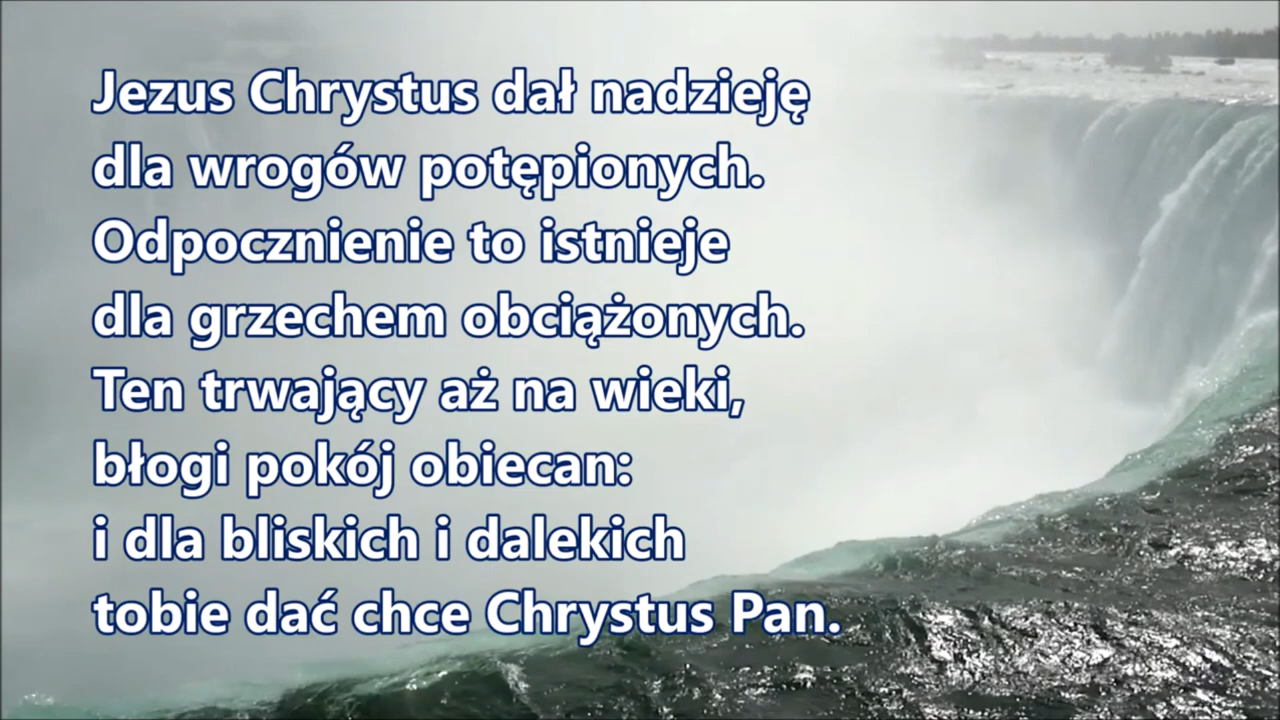 Jezus Chrystus dał nadzieję
dla wrogów potępionych.
Odpocznienie to istnieje
dla grzechem obciążonych.
Ten trwający aż na wieki,
błogi pokój obiecan:
i dla bliskich i dalekich
tobie dać chce Chrystus Pan.